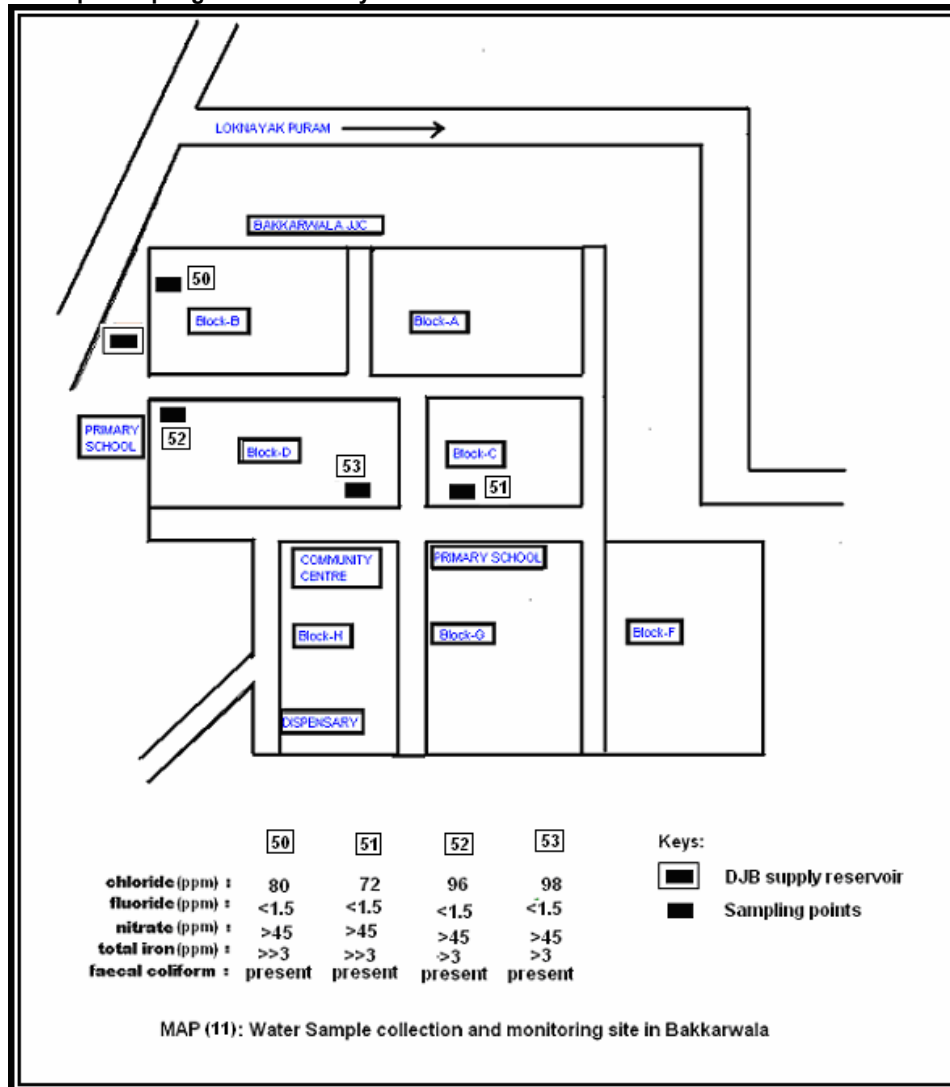 LOKNAYAK PURAM
BAKKARWALA JJC
50
Block-B
Block-A
PRIMARY
SCHOOL
52
Block-D
53
Block-C
51
COMMUNITY
CENTRE
PRIMARY SCHOOL
Block-H
Block-G
Block-F
DISPENSARY
50 51 52 53
chloride (ppm) : 80 72 96 98
fluoride (ppm) : <1.5 <1.5 <1.5 <1.5
nitrate (ppm) : >45 >45 >45 >45
total iron (ppm) : >>3 >>3 >3 >3
faecal coliform : present present present present
Keys:
DJB supply reservoir
Sampling points
MAP (11): Water Sample collection and monitoring site in Bakkarwala